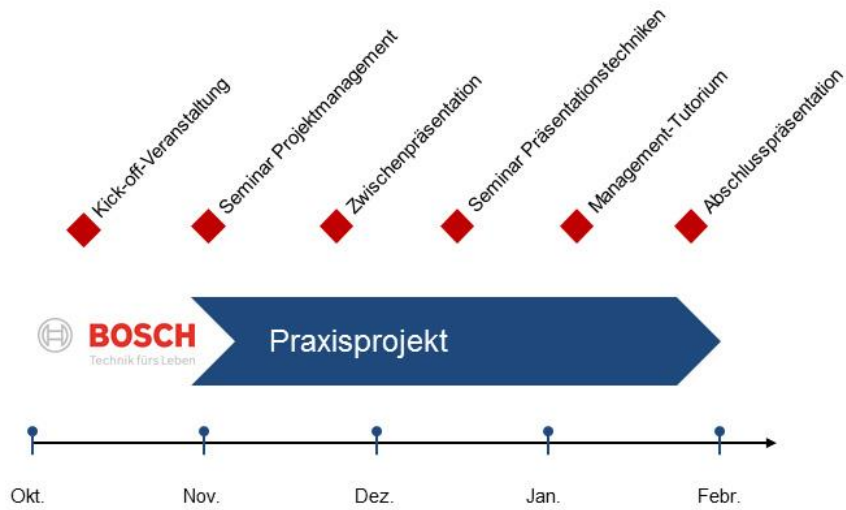 Kick-off-Veranstaltung
Seminar Projektmanagement
Zwischenpräsentation
Seminar Präsentationstechniken
Management-Tutorium
Abschlusspräsentation
BOSCH
Technik fürs Leben
Praxisprojekt
Okt.
Nov.
Dez.
Jan.
Febr.